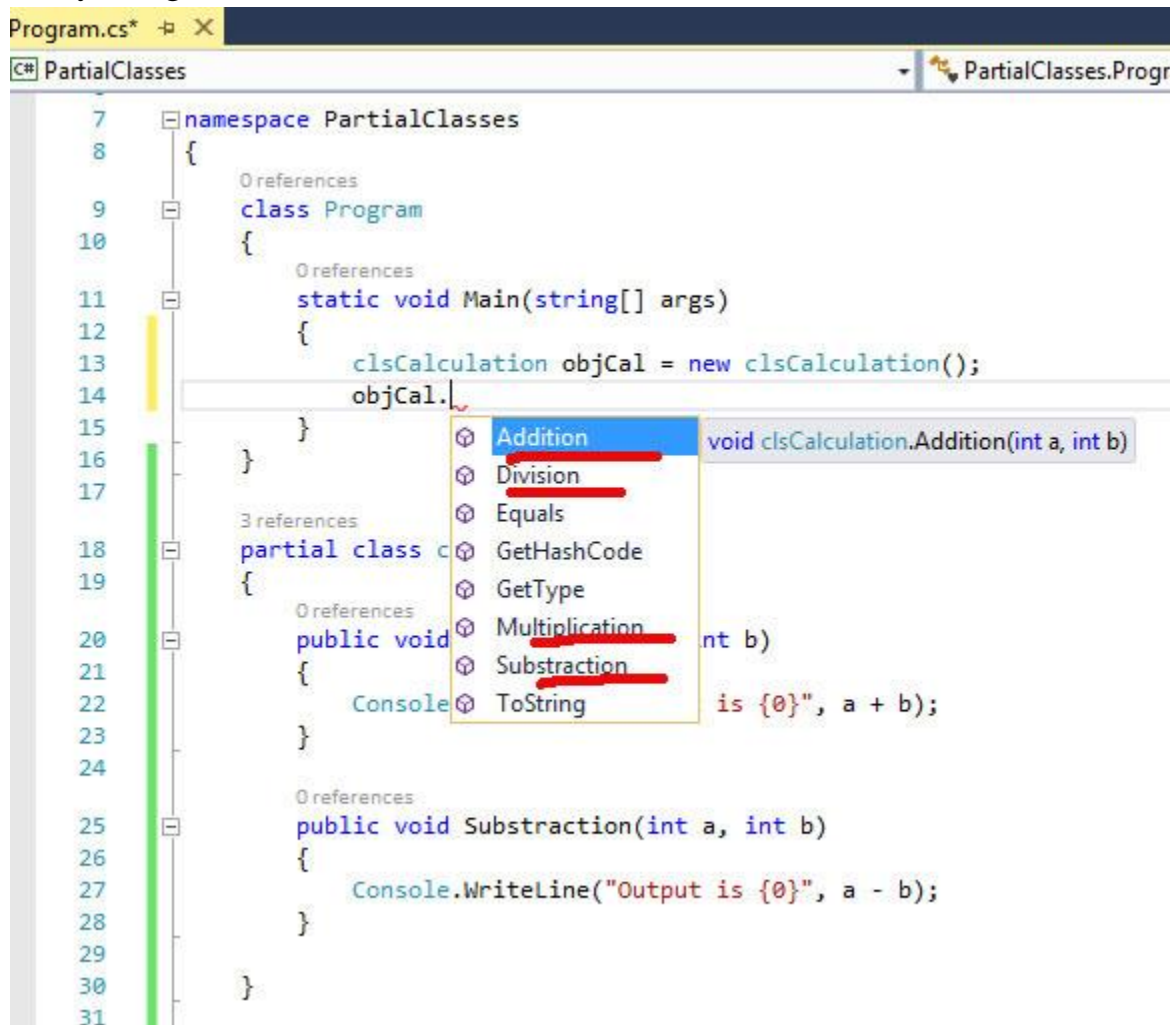 Program.cs*
C# PartialClasses PartialClasses.Progr
7 namespace PartialClasses
8 {
0 references
9 class Program
10 {
0 references
11 static void Main(string[] args)
12 {
13 clsCalculation objCal = new clsCalculation();
14 objCal.
15 }
Addition void clsCalculation.Addition(int a, int b)
16 }
Division
17
Equals
3 references
18 partial class c
GetHashCode
19 {
GetType
0 references
20 public void nt b)
Multiplication
21 {
Substraction
22 Console is {0}", a + b);
ToString
23 }
24
0 references
25 public void Substraction(int a, int b)
26 {
27 Console.WriteLine("Output is {0}", a - b);
28 }
29
30 }
31